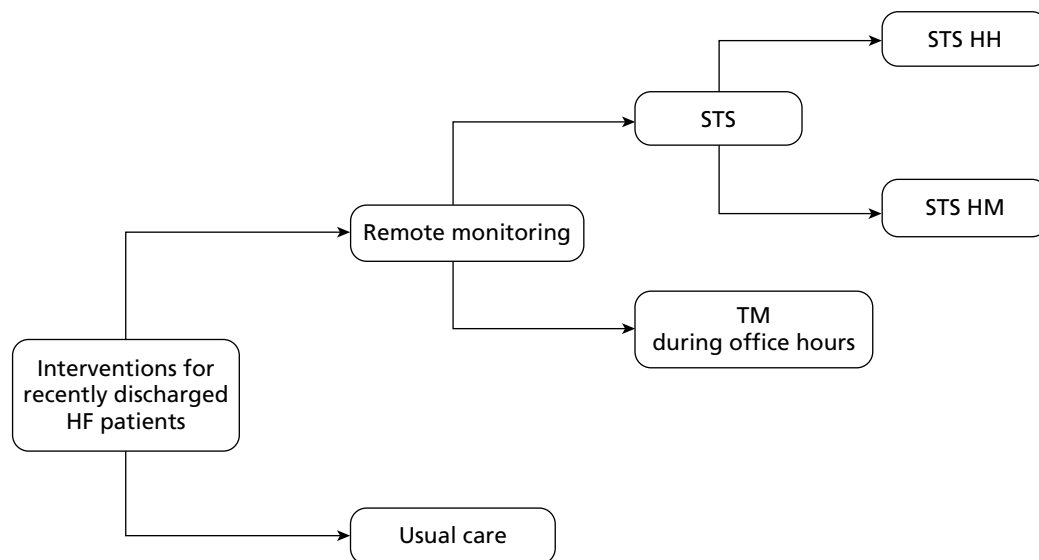 STS HH
STS
STS HM
Remote monitoring
TM
during office hours
Interventions for
recently discharged
HF patients
Usual care